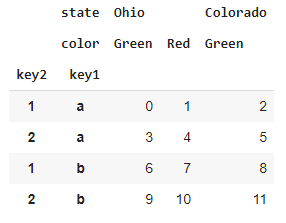 state Ohio Colorado
color Green Red Green
key2 key1
1 a 0 1 2
2 a 3 4 5
1 b 6 7 8
2 b 9 10 11